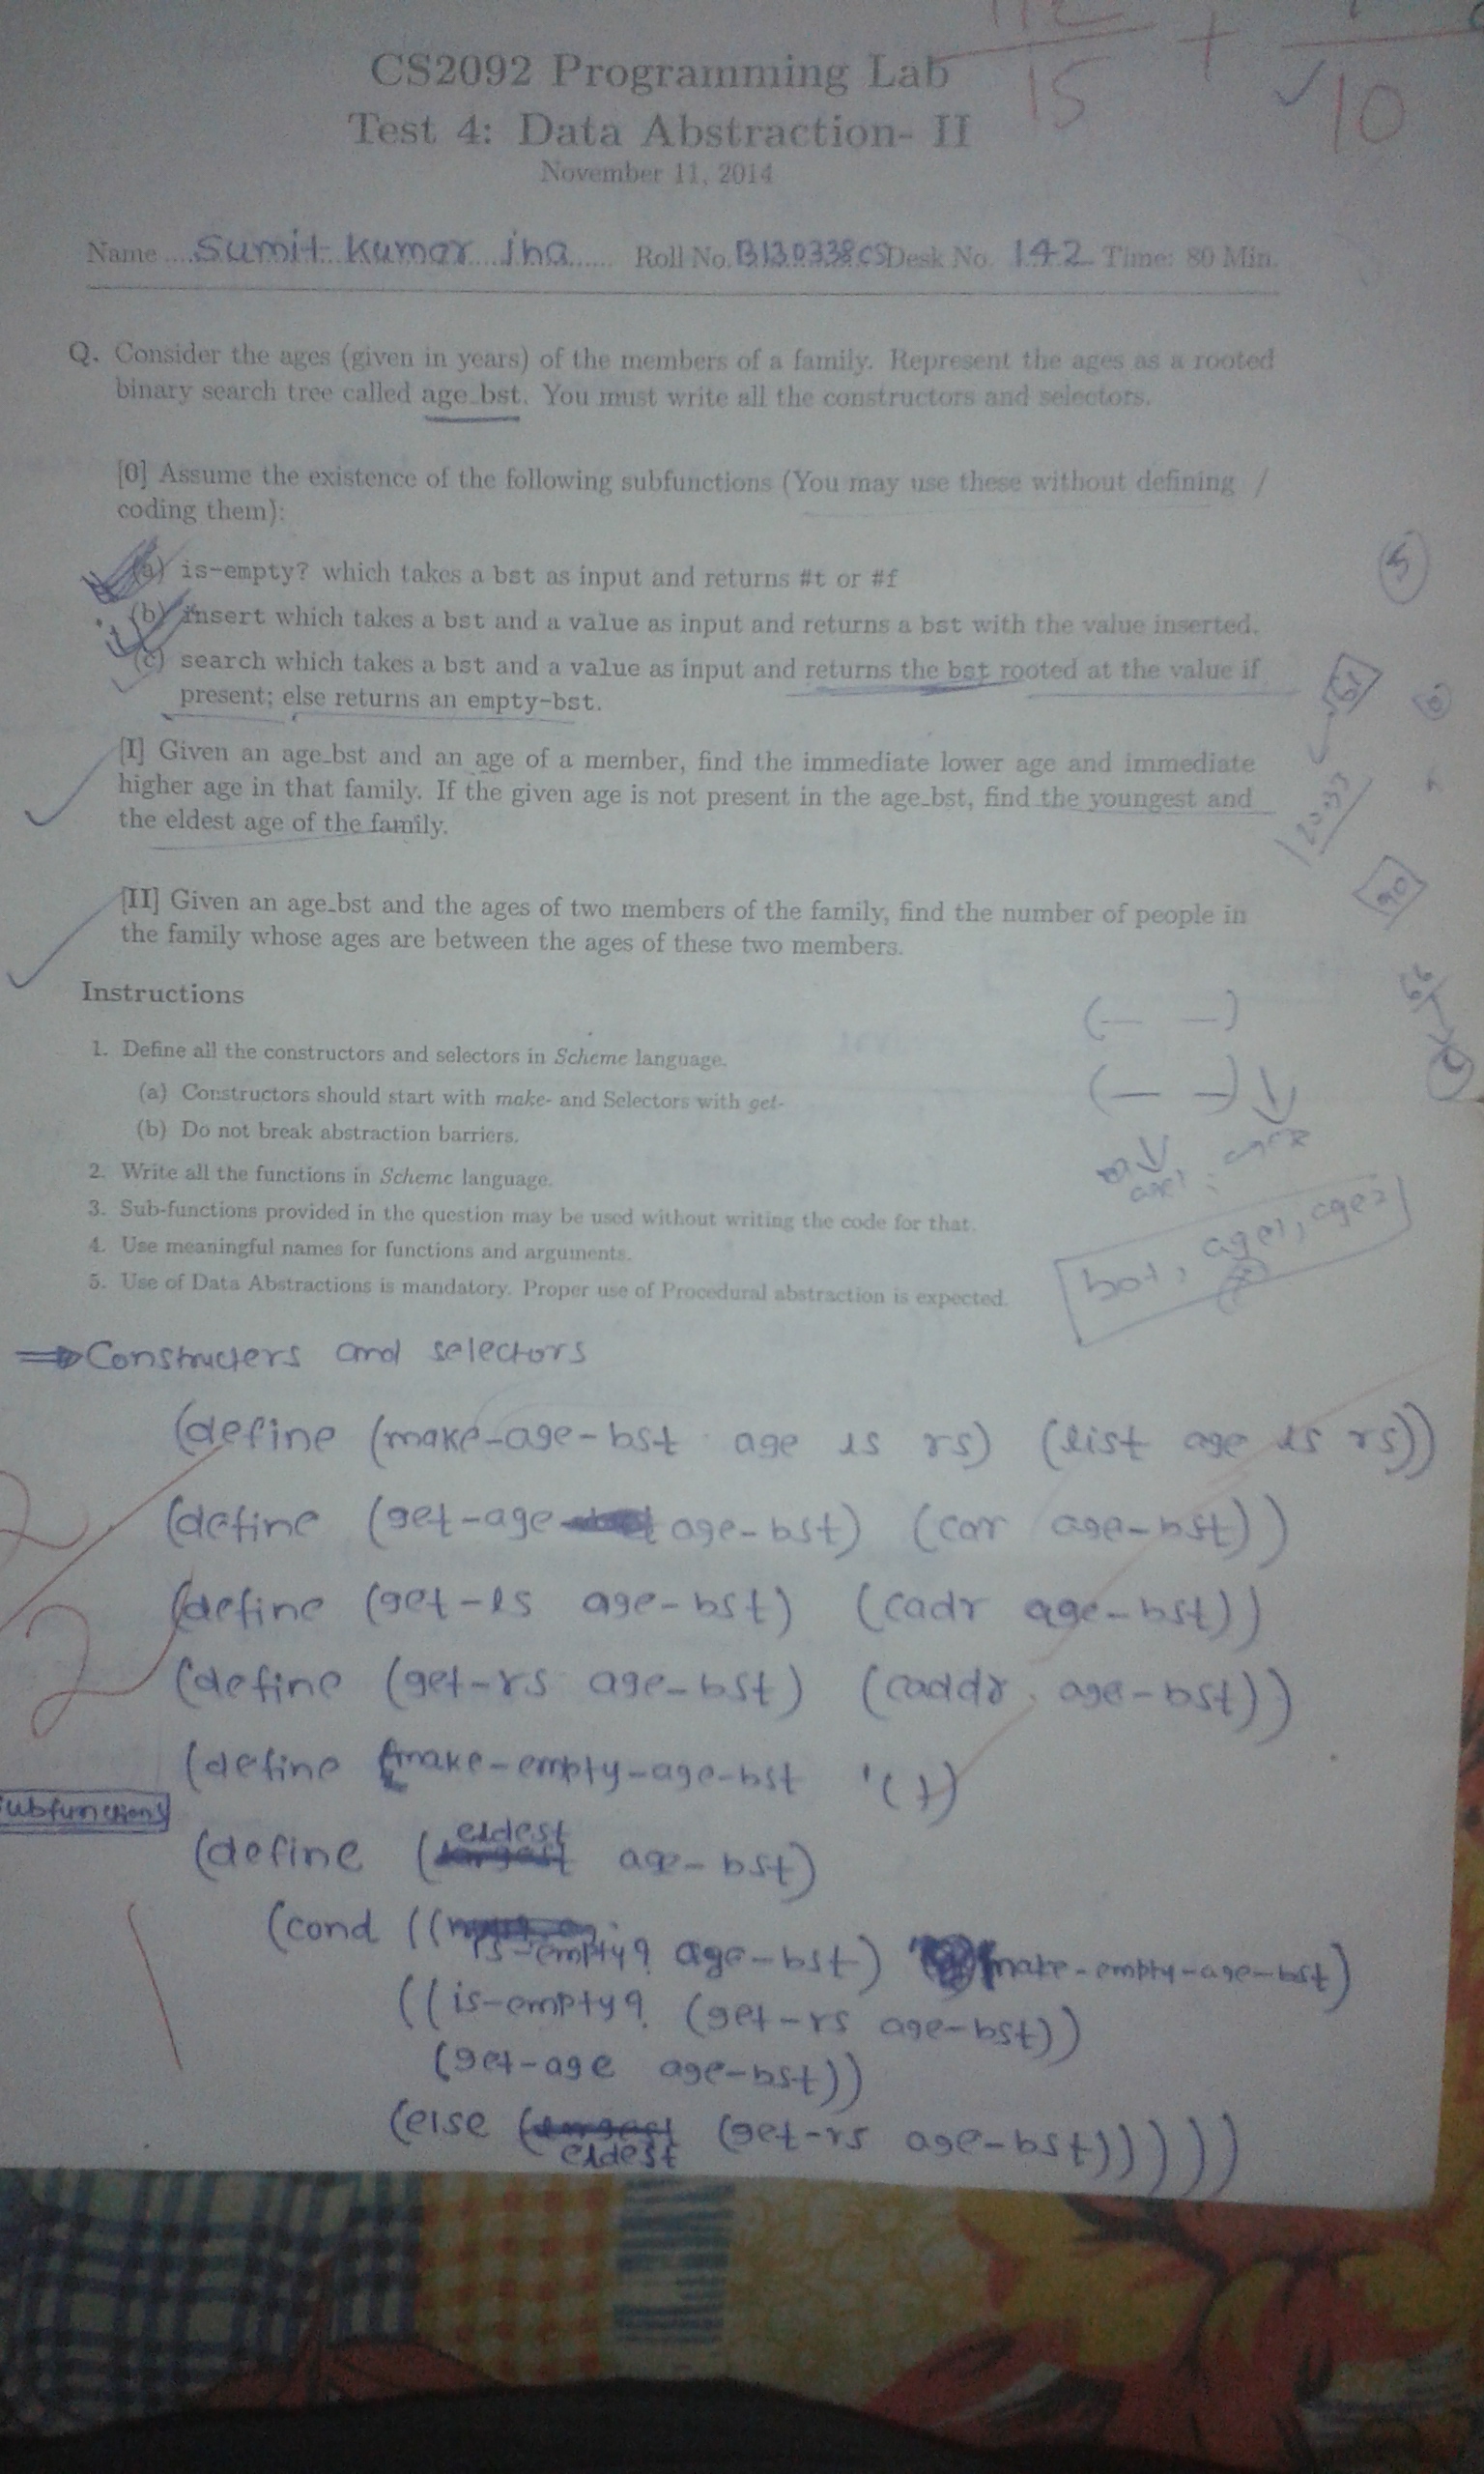 15 + 10
CS2092 Programming Lab
Test 4: Data Abstraction- II
November 11, 2014
Name .... Sumit Kumar Jha ...... Roll No. B130338CS Desk No. 142 Time: 80 Min.
Q. Consider the ages (given in years) of the members of a family. Represent the ages as a rooted
binary search tree called age_bst. You must write all the constructors and selectors.
[0] Assume the existence of the following subfunctions (You may use these without defining /
coding them):
(a) is-empty? which takes a bst as input and returns #t or #f
5
(b) insert which takes a bst and a value as input and returns a bst with the value inserted.
(c) search which takes a bst and a value as input and returns the bst rooted at the value if
present; else returns an empty-bst.
[I] Given an age_bst and an age of a member, find the immediate lower age and immediate
higher age in that family. If the given age is not present in the age_bst, find the youngest and
the eldest age of the family.
90
[II] Given an age_bst and the ages of two members of the family, find the number of people in
the family whose ages are between the ages of these two members.
Instructions
1. Define all the constructors and selectors in Scheme language.
(a) Constructors should start with make- and Selectors with get-
(b) Do not break abstraction barriers.
2. Write all the functions in Scheme language.
3. Sub-functions provided in the question may be used without writing the code for that.
4. Use meaningful names for functions and arguments.
5. Use of Data Abstractions is mandatory. Proper use of Procedural abstraction is expected.
bst, age1, age2
⇒ Constructers and selectors
(define (make-age-bst age ls rs) (list age ls rs))
(define (get-age age-bst) (car age-bst))
(define (get-ls age-bst) (cadr age-bst))
(define (get-rs age-bst) (caddr age-bst))
2
(define make-empty-age-bst '())
ubfunctions
(define (eldest age-bst)
(cond ((is-empty? age-bst) make-empty-age-bst)
((is-empty? (get-rs age-bst))
(get-age age-bst))
(else (eldest (get-rs age-bst)))))